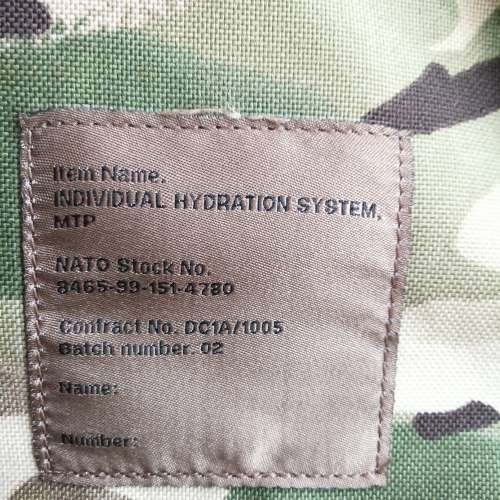 Item Name.
INDIVIDUAL HYDRATION SYSTEM,
MTP
NATO Stock No.
8465-99-151-4780
Contract No. DC1A/1005
Batch number. 02
Name:
Number: